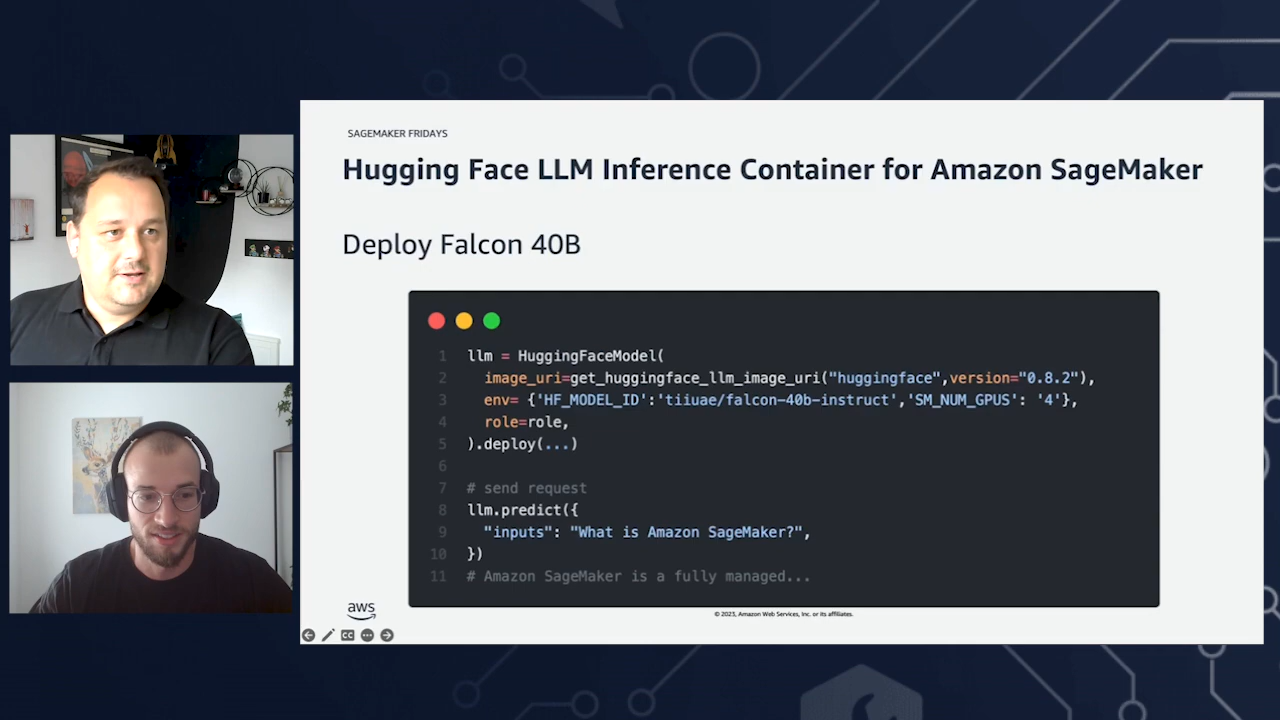 SAGEMAKER FRIDAYS
Hugging Face LLM Inference Container for Amazon SageMaker
Deploy Falcon 40B
1 llm = HuggingFaceModel(
2 image_uri=get_huggingface_llm_image_uri("huggingface",version="0.8.2"),
3 env= {'HF_MODEL_ID':'tiiuae/falcon-40b-instruct','SM_NUM_GPUS': '4'},
4 role=role,
5 ).deploy(...)
6
7 # send request
8 llm.predict({
9 "inputs": "What is Amazon SageMaker?",
10 })
11 # Amazon SageMaker is a fully managed...
aws
© 2023, Amazon Web Services, Inc. or its affiliates.
CC